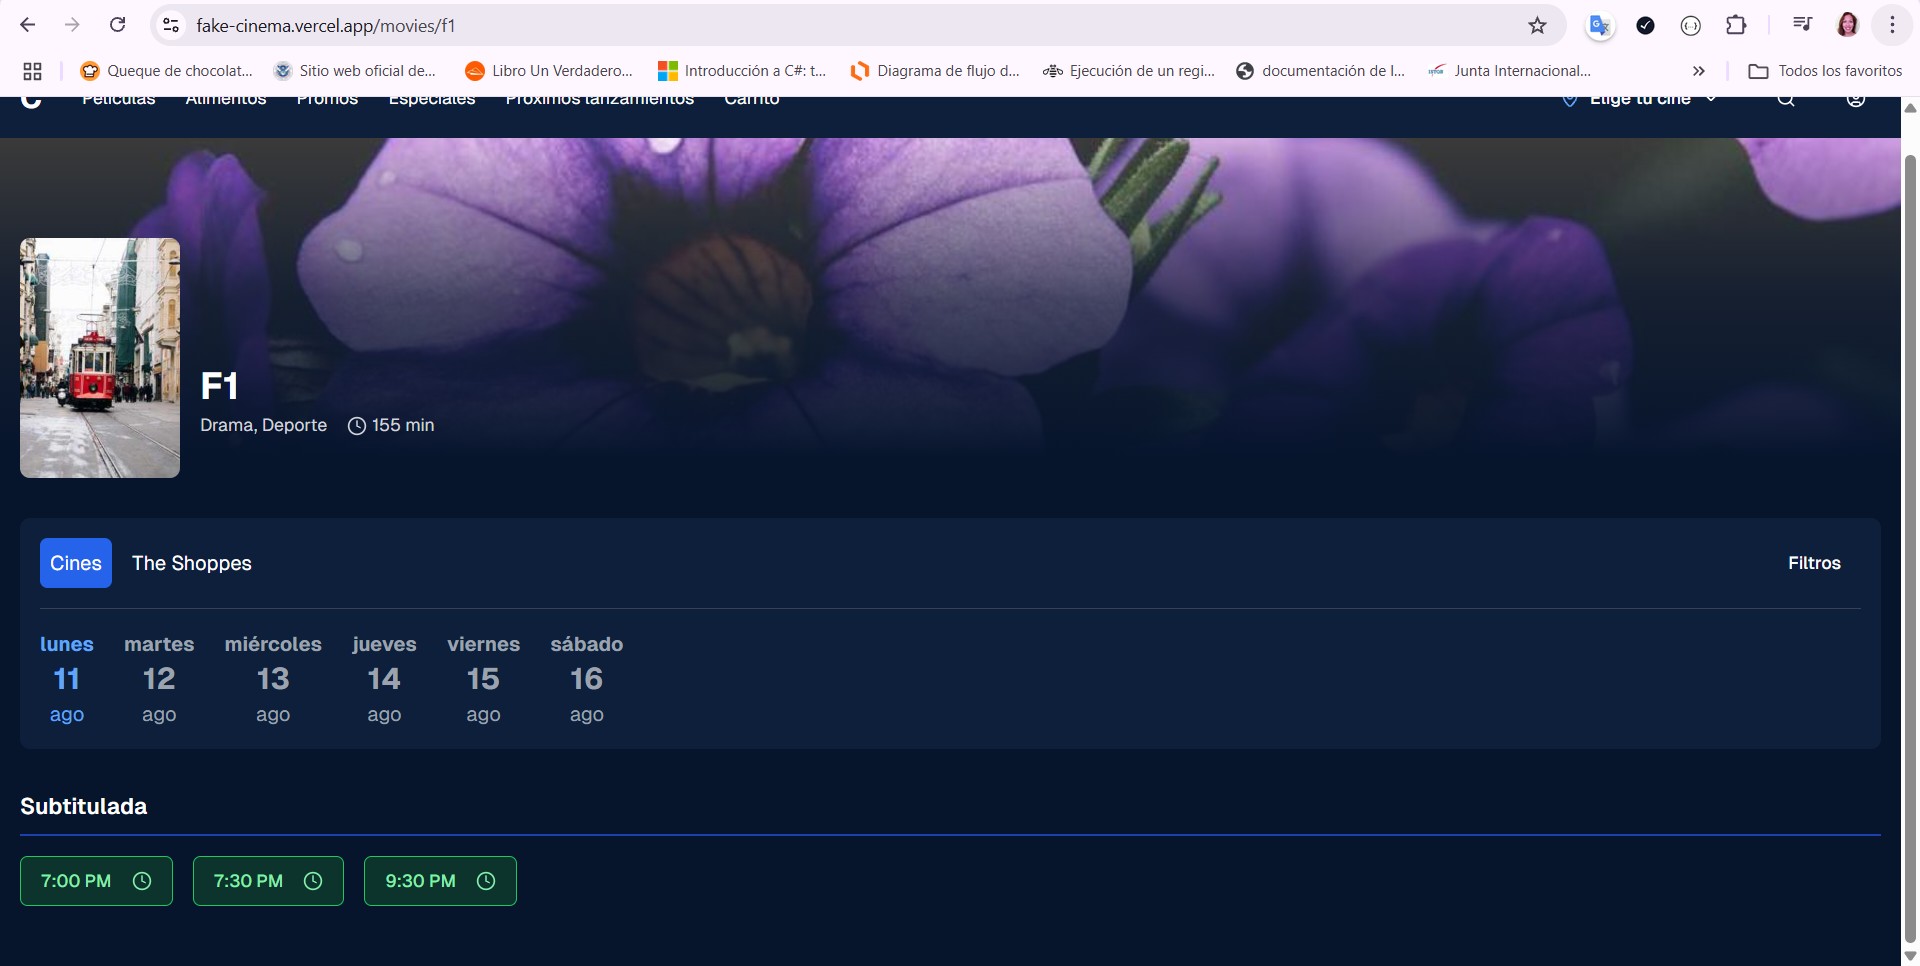 fake-cinema.vercel.app/movies/f1
Queque de chocolat... Sitio web oficial de... Libro Un Verdadero... Introducción a C#: t... Diagrama de flujo d... Ejecución de un regi... documentación de l... Junta Internacional... Todos los favoritos
C Películas Alimentos Promos Especiales Próximos lanzamientos Carrito Elige tu cine
F1
Drama, Deporte 155 min
Cines The Shoppes Filtros
lunes martes miércoles jueves viernes sábado
11 12 13 14 15 16
ago ago ago ago ago ago
Subtitulada
7:00 PM 7:30 PM 9:30 PM